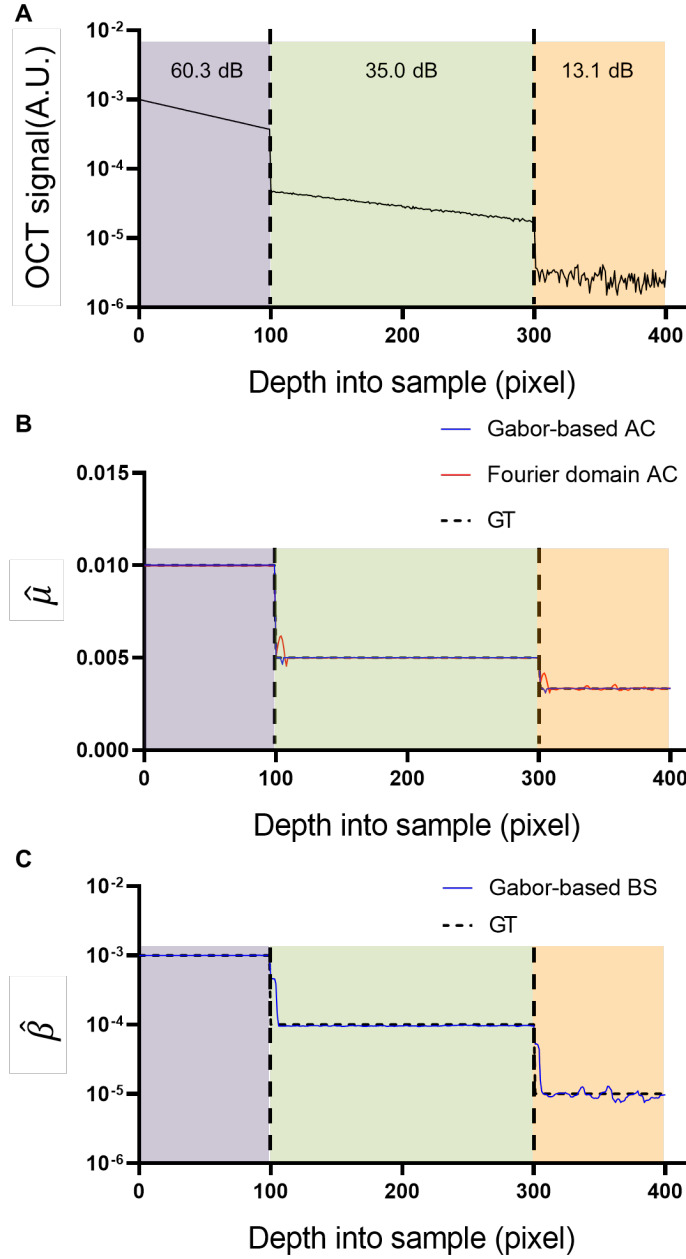 A
OCT signal(A.U.)
10⁻²
10⁻³
10⁻⁴
10⁻⁵
10⁻⁶
60.3 dB 35.0 dB 13.1 dB
0 100 200 300 400
Depth into sample (pixel)
B
Gabor-based AC
Fourier domain AC
GT
μ̂
0.015
0.010
0.005
0.000
0 100 200 300 400
Depth into sample (pixel)
C
Gabor-based BS
GT
β̂
10⁻²
10⁻³
10⁻⁴
10⁻⁵
10⁻⁶
0 100 200 300 400
Depth into sample (pixel)